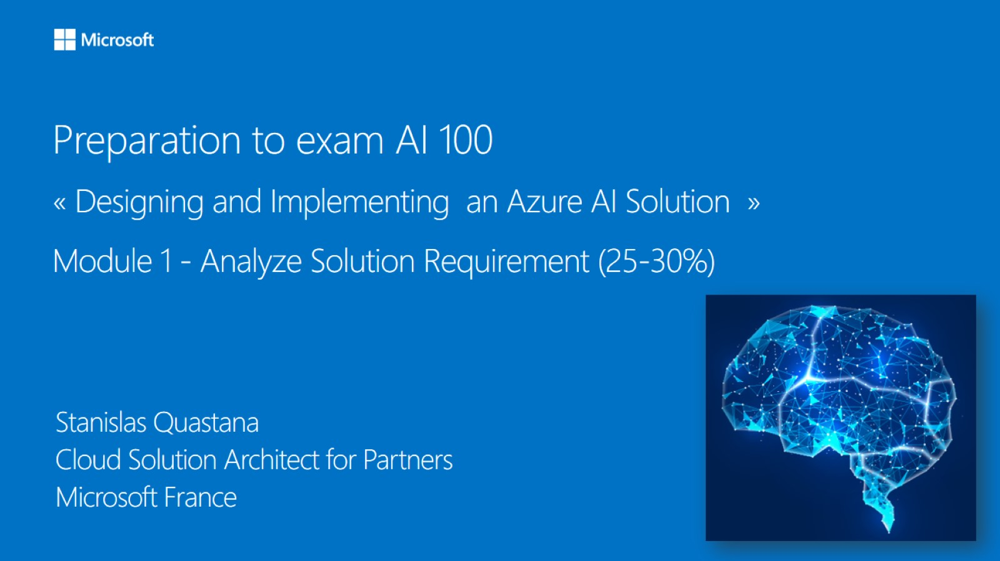 Microsoft
Preparation to exam AI 100
« Designing and Implementing  an Azure AI Solution  »
Module 1 - Analyze Solution Requirement (25-30%)
Stanislas Quastana
Cloud Solution Architect for Partners
Microsoft France